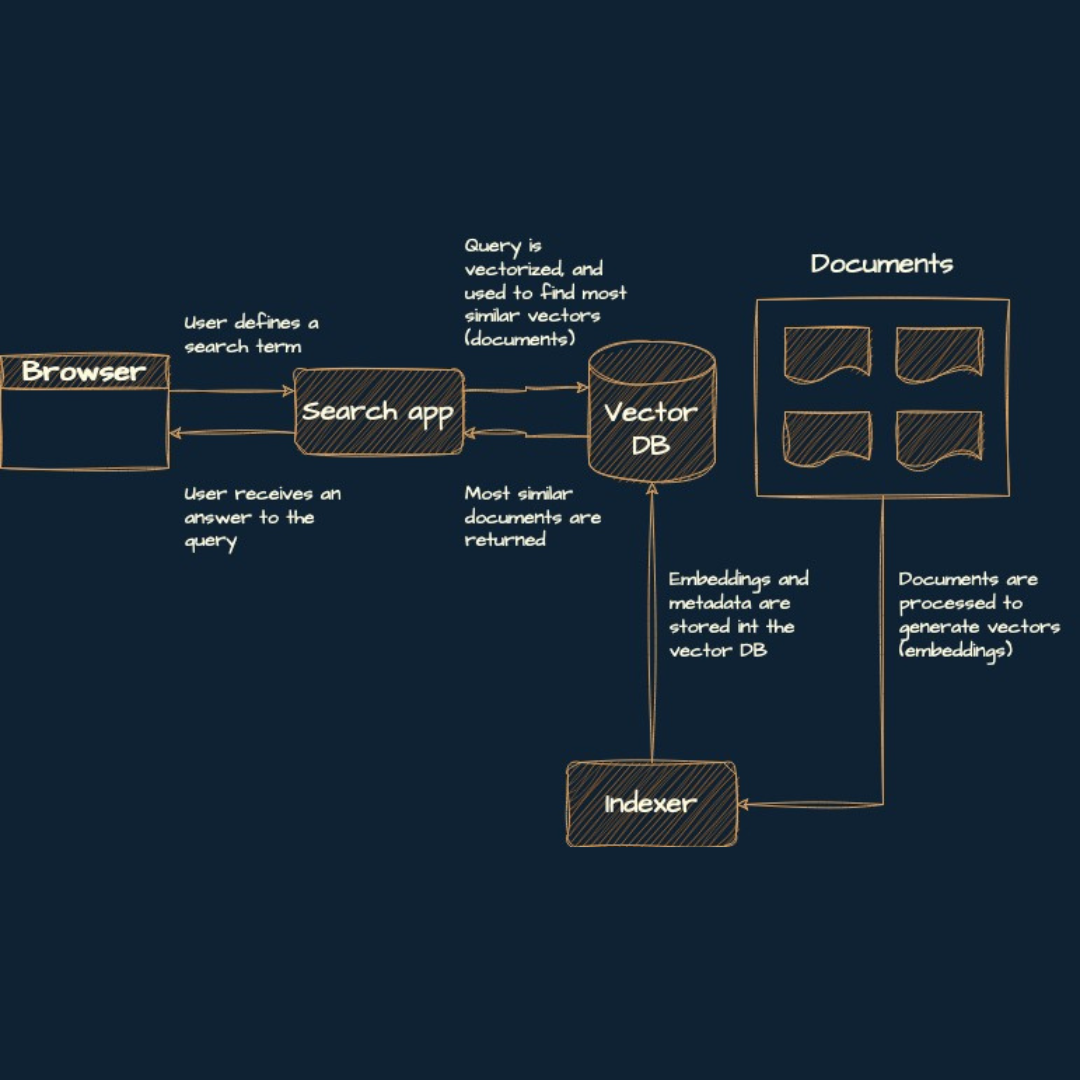 Query is
vectorized, and
used to find most
similar vectors
(documents)
Documents
User defines a
search term
Browser
Search app
Vector
DB
User receives an
answer to the
query
Most similar
documents are
returned
Embeddings and
metadata are
stored int the
vector DB
Documents are
processed to
generate vectors
(embeddings)
Indexer